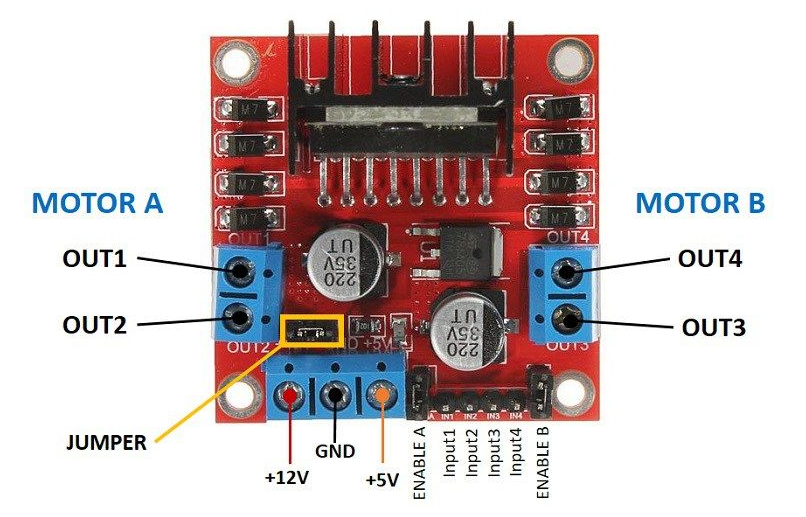 M7
M7
M7
M7
M7
M7
M7
M7
MOTOR A
MOTOR B
OUT1
OUT4
OUT1
220
35V
UT
OUT4
OUT2
OUT3
220
35V
UT
OUT2
+5V
OUT3
JUMPER
+12V
GND
+5V
A
IN1
IN2
IN3
IN4
ENABLE A
Input1
Input2
Input3
Input4
ENABLE B